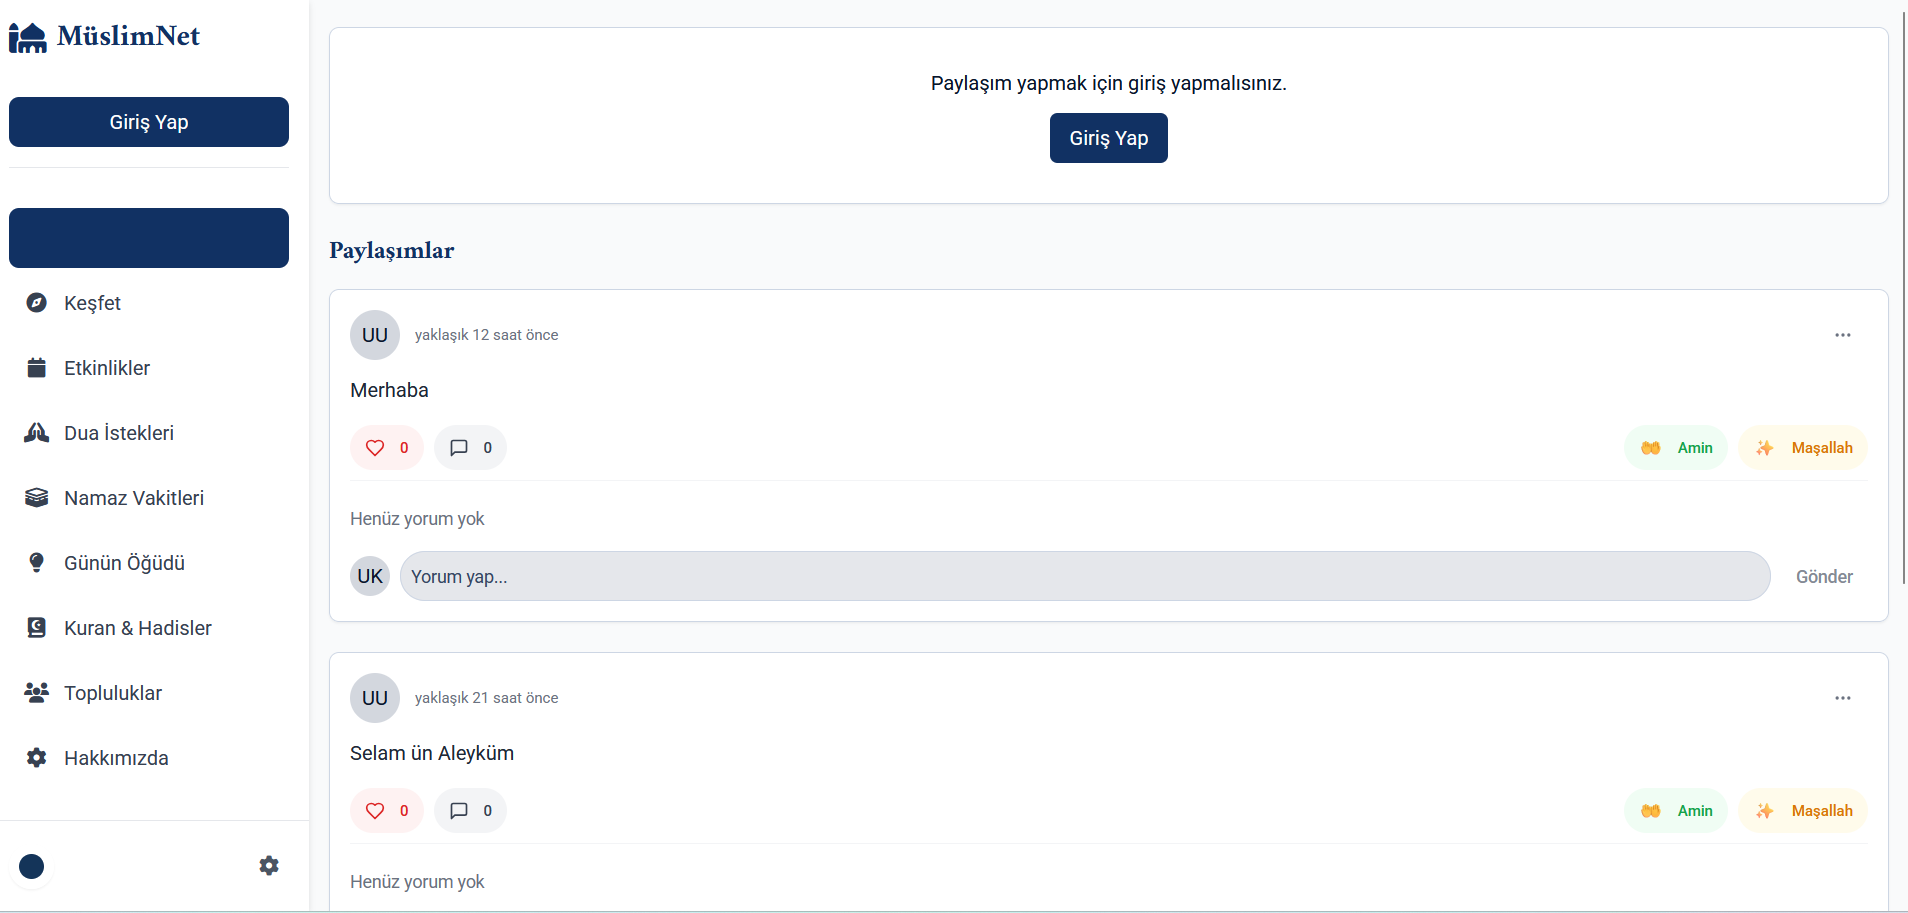 MüslimNet
Giriş Yap
Keşfet
Etkinlikler
Dua İstekleri
Namaz Vakitleri
Günün Öğüdü
Kuran & Hadisler
Topluluklar
Hakkımızda
Paylaşım yapmak için giriş yapmalısınız.
Giriş Yap
Paylaşımlar
UU yaklaşık 12 saat önce
Merhaba
0 0 Amin Maşallah
Henüz yorum yok
UK Yorum yap... Gönder
UU yaklaşık 21 saat önce
Selam ün Aleyküm
0 0 Amin Maşallah
Henüz yorum yok